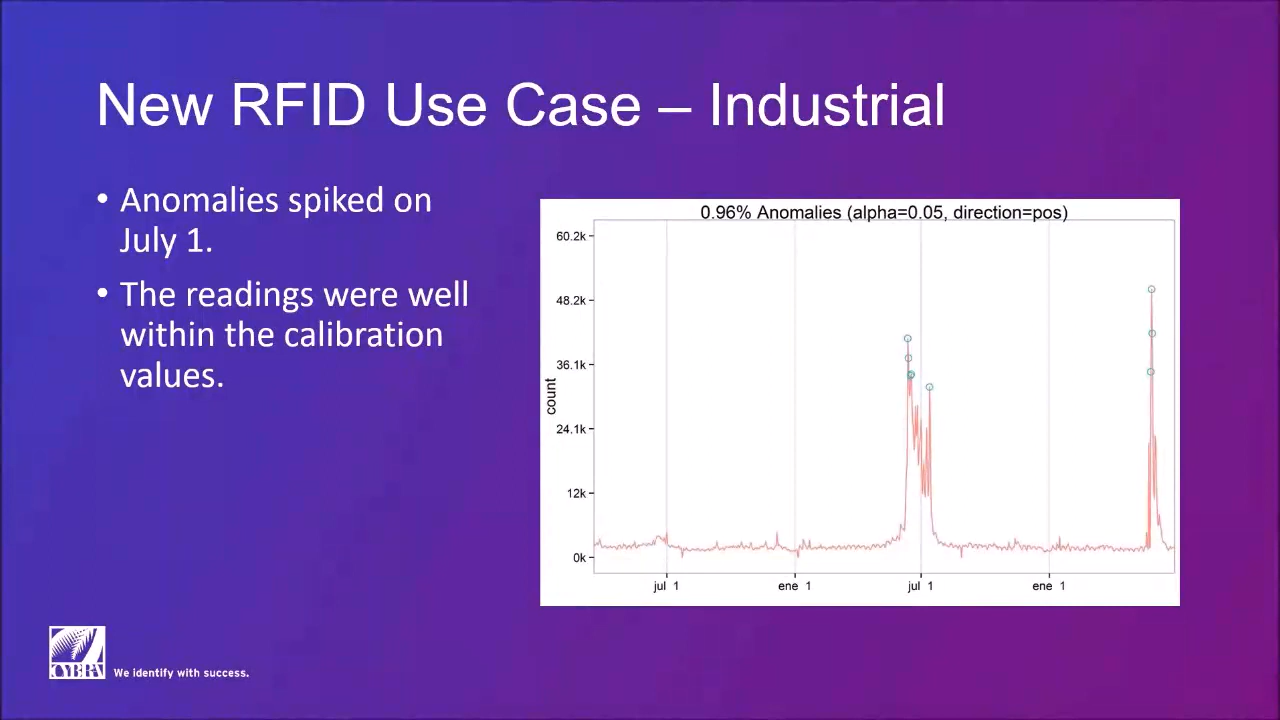 New RFID Use Case – Industrial
• Anomalies spiked on
July 1.
• The readings were well
within the calibration
values.
0.96% Anomalies (alpha=0.05, direction=pos)
60.2k
48.2k
36.1k
24.1k
12k
0k
count
jul 1 ene 1 jul 1 ene 1
CYBRA We identify with success.